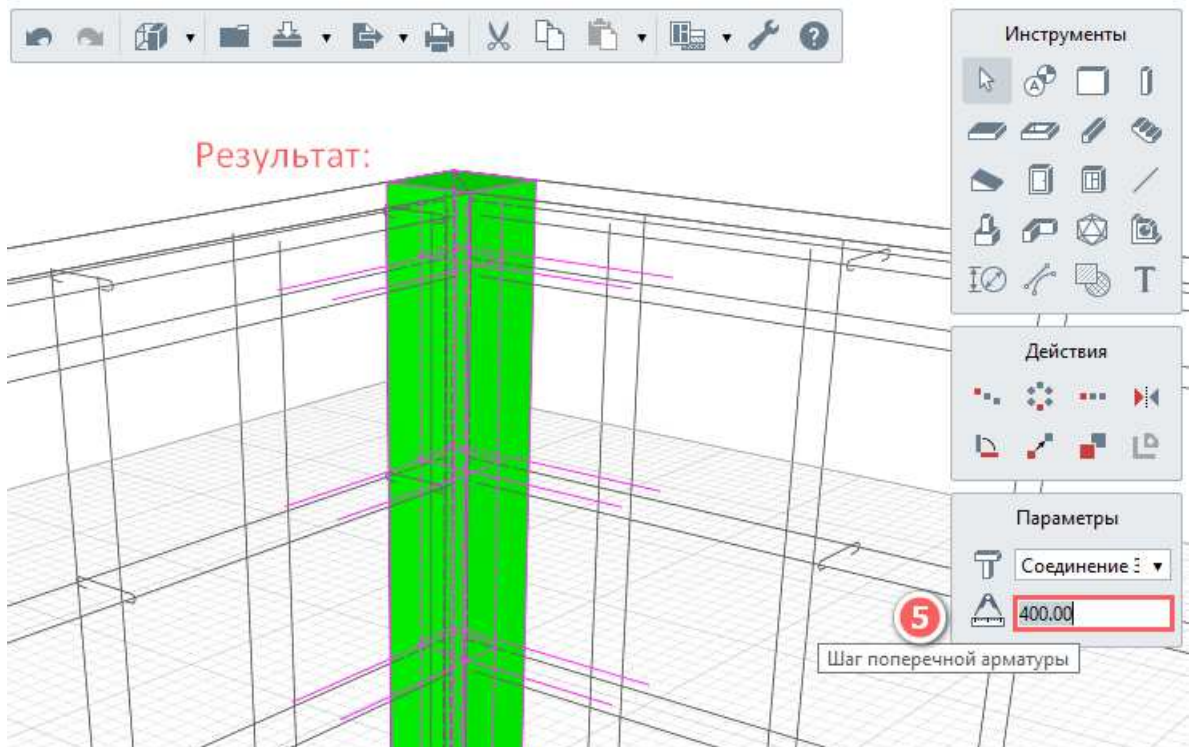 Инструменты
A
T
Результат:
Действия
Параметры
Соединение
5
400.00
Шаг поперечной арматуры